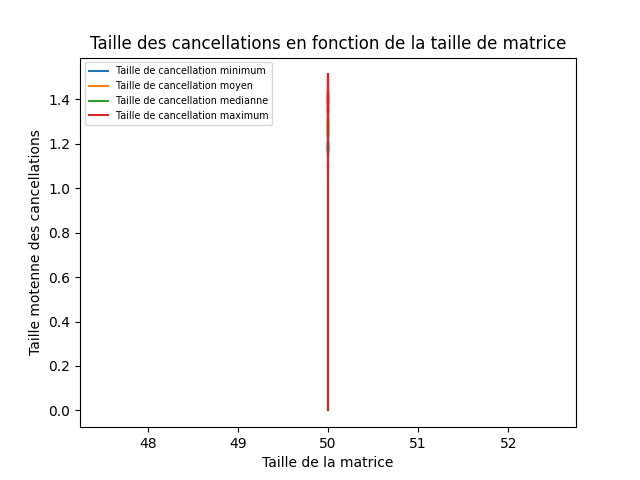 Taille des cancellations en fonction de la taille de matrice
Taille de cancellation minimum
Taille de cancellation moyen
Taille de cancellation medianne
Taille de cancellation maximum
Taille motenne des cancellations
1.4
1.2
1.0
0.8
0.6
0.4
0.2
0.0
48 49 50 51 52
Taille de la matrice